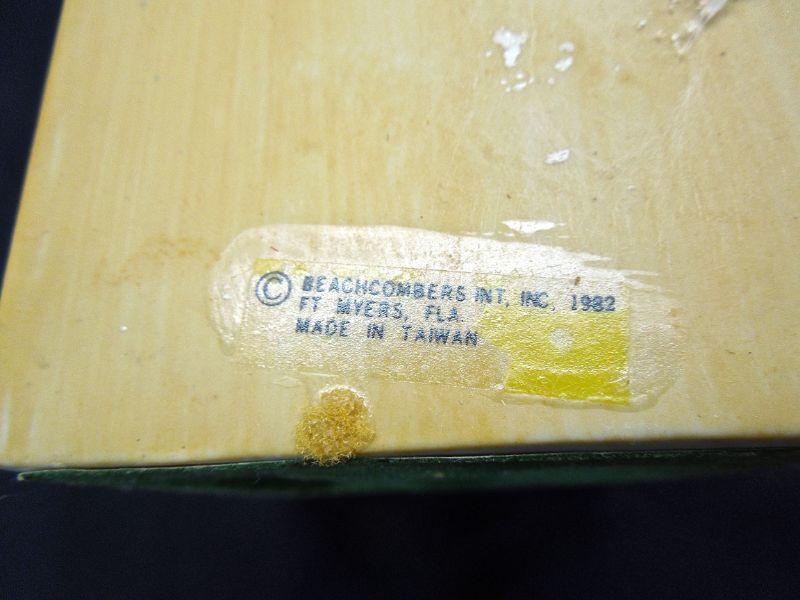 © BEACHCOMBERS INT, INC, 1982
FT MYERS, FLA.
MADE IN TAIWAN